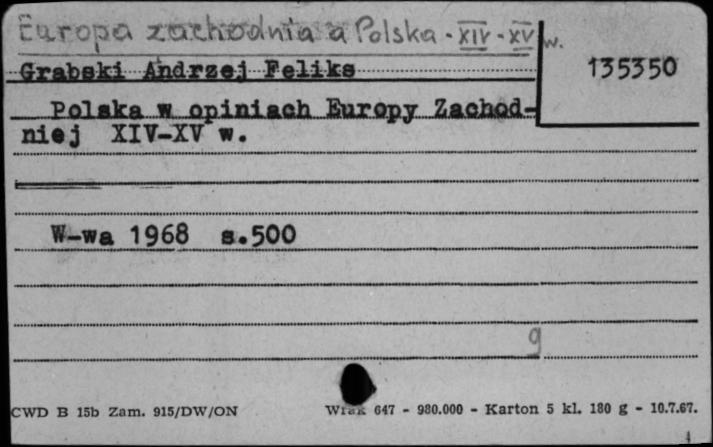 Europa zachodnia a Polska - XIV - XV w.
135350
Grabski Andrzej Feliks
Polska w opiniach Europy Zachod-
niej XIV-XV w.
W-wa 1968 s.500
g
CWD B 15b Zam. 915/DW/ON
647 - 980.000 - Karton 5 kl. 180 g - 10.7.67.